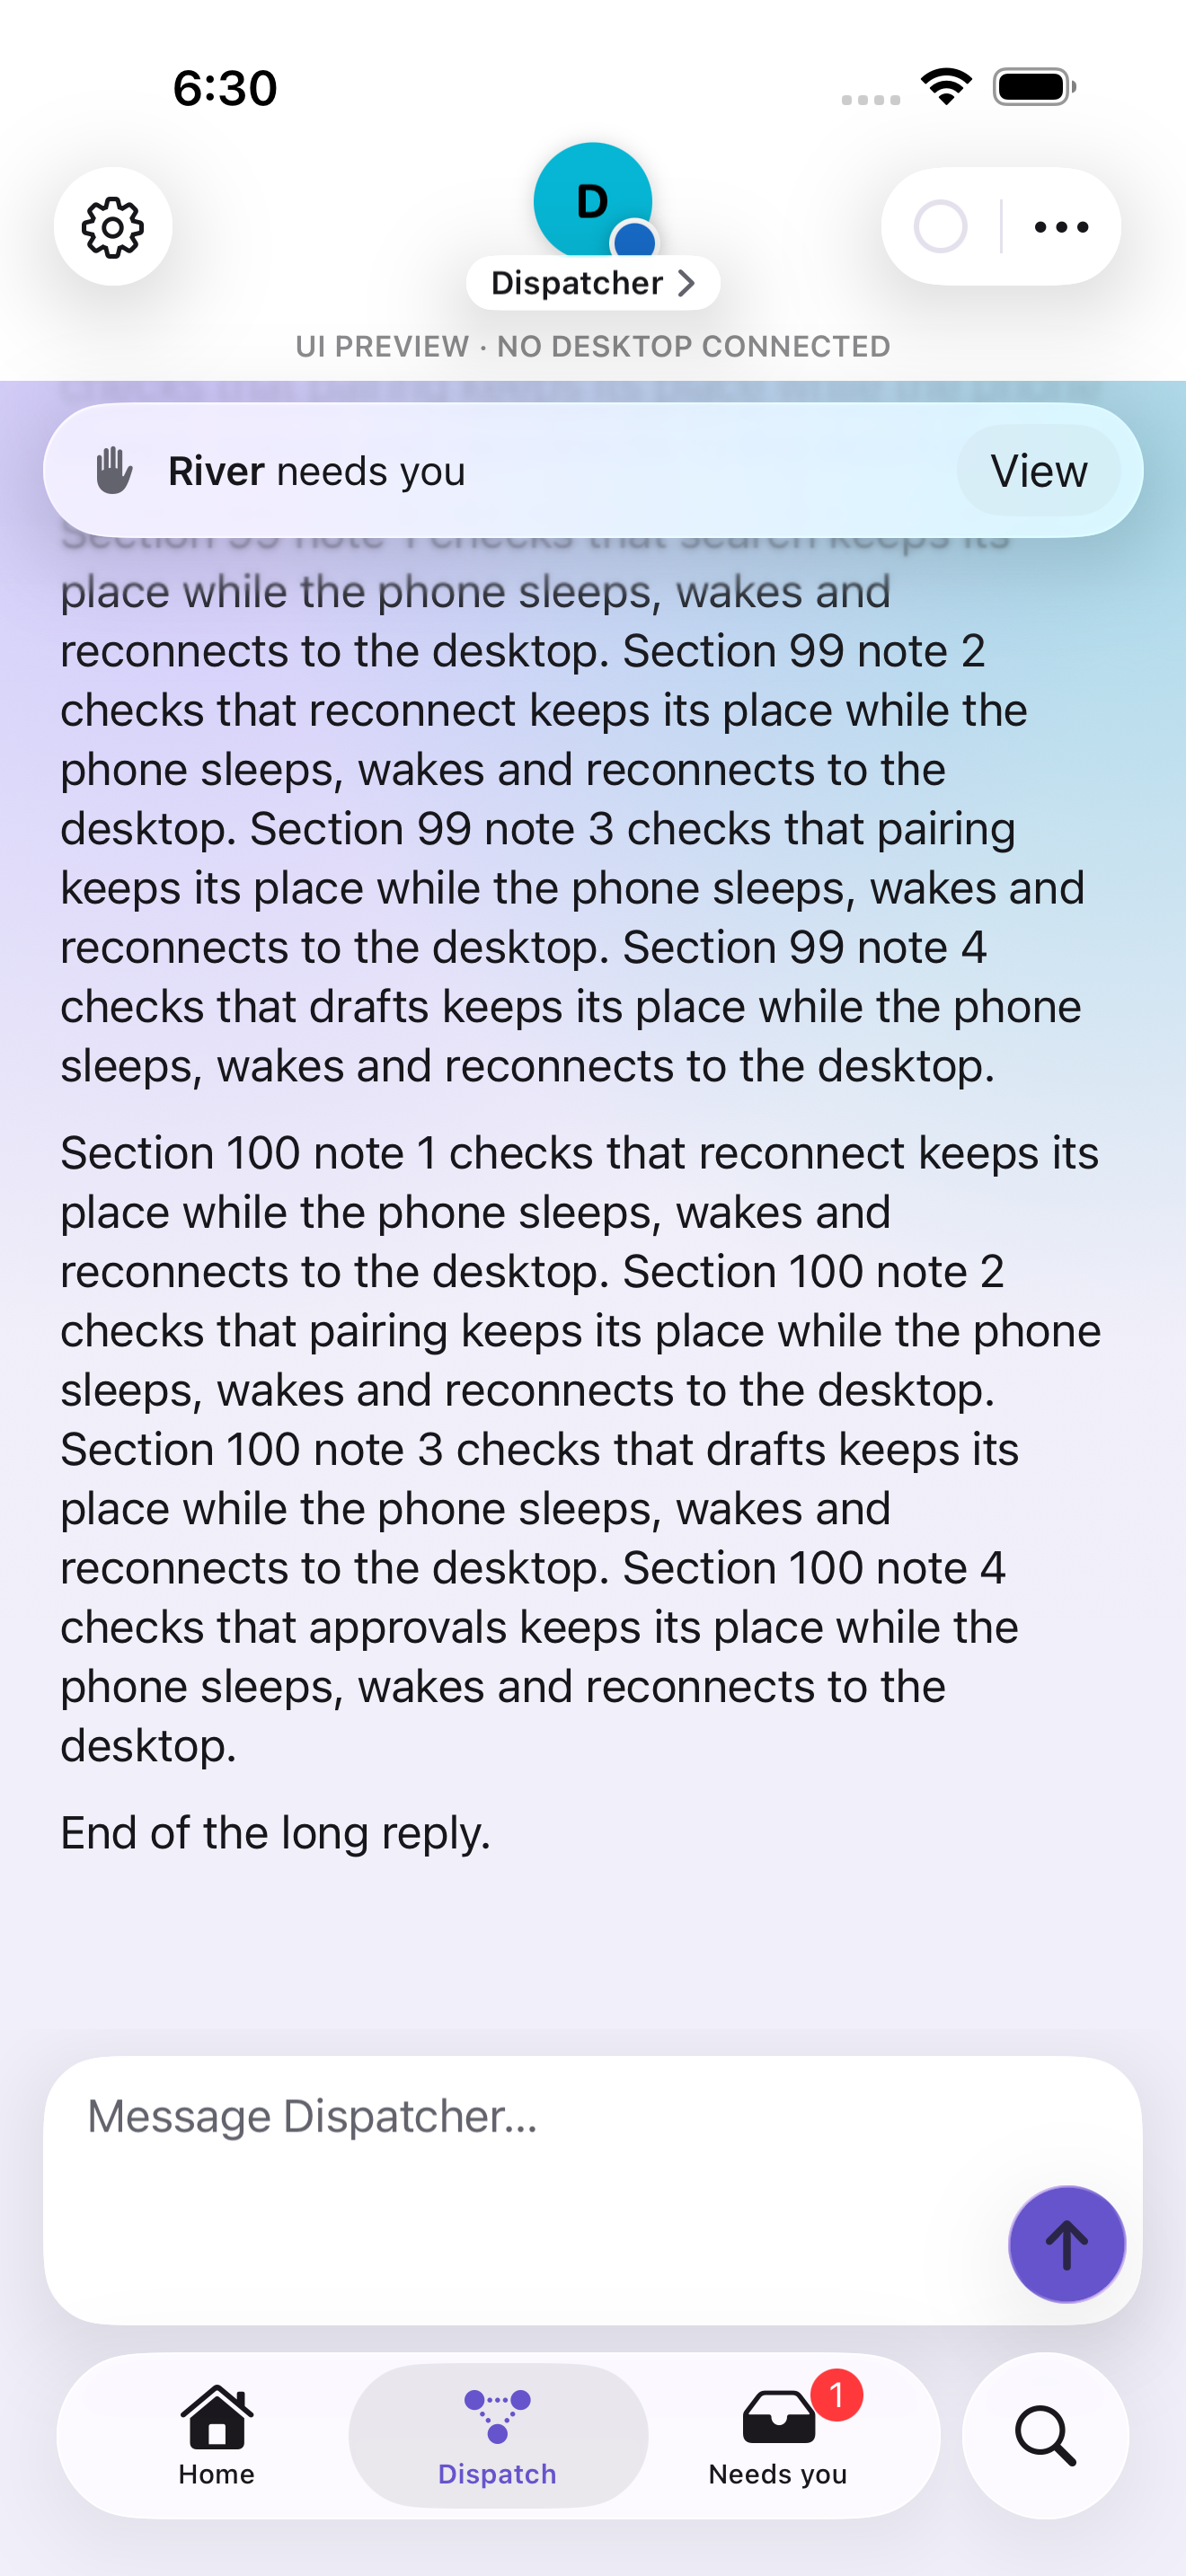 6:30
D
Dispatcher
UI PREVIEW · NO DESKTOP CONNECTED
River needs you
View
Section 99 note 1 checks that search keeps its
place while the phone sleeps, wakes and
reconnects to the desktop. Section 99 note 2
checks that reconnect keeps its place while the
phone sleeps, wakes and reconnects to the
desktop. Section 99 note 3 checks that pairing
keeps its place while the phone sleeps, wakes and
reconnects to the desktop. Section 99 note 4
checks that drafts keeps its place while the phone
sleeps, wakes and reconnects to the desktop.
Section 100 note 1 checks that reconnect keeps its
place while the phone sleeps, wakes and
reconnects to the desktop. Section 100 note 2
checks that pairing keeps its place while the phone
sleeps, wakes and reconnects to the desktop.
Section 100 note 3 checks that drafts keeps its
place while the phone sleeps, wakes and
reconnects to the desktop. Section 100 note 4
checks that approvals keeps its place while the
phone sleeps, wakes and reconnects to the
desktop.
End of the long reply.
Message Dispatcher...
1
Home
Dispatch
Needs you